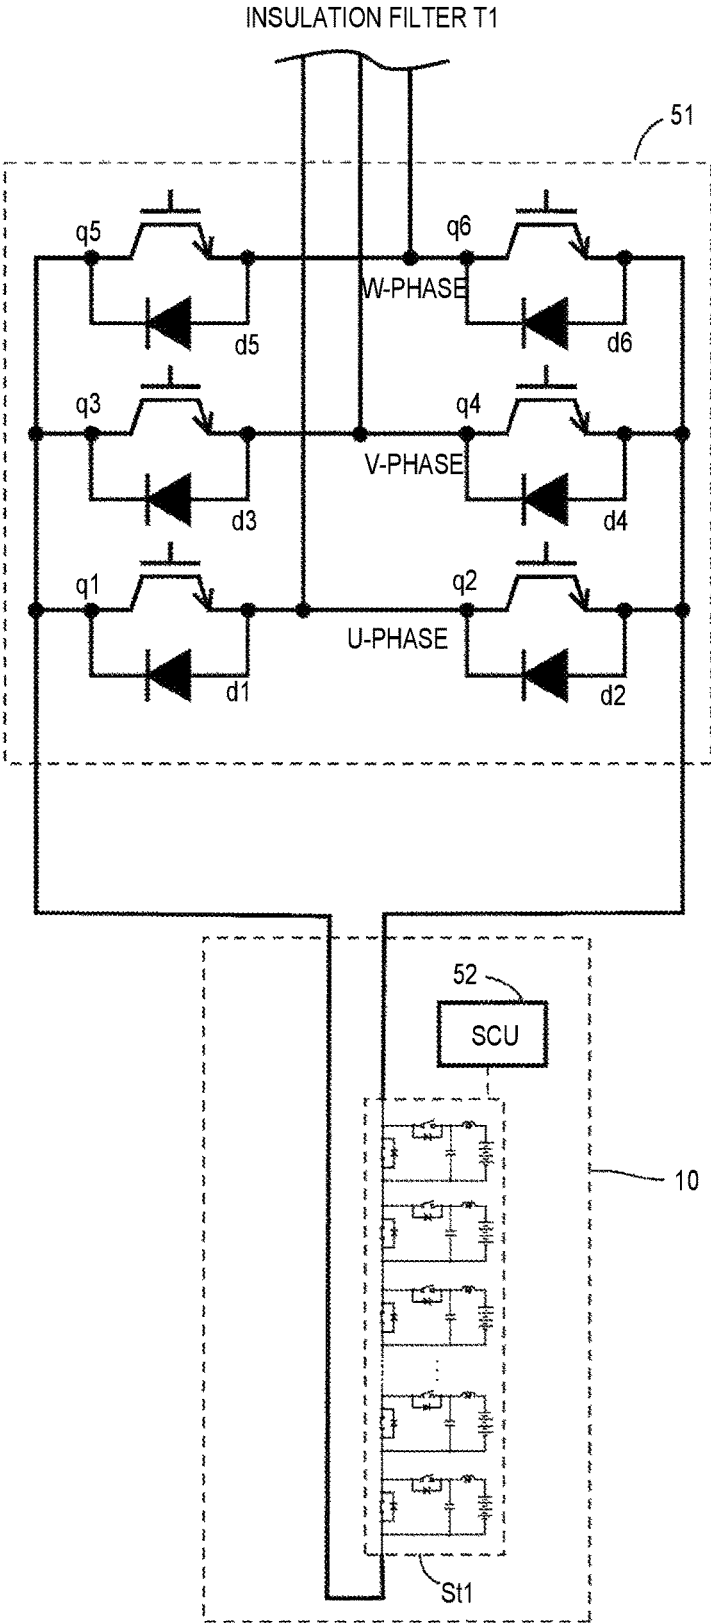 INSULATION FILTER T1
51
q5
q6
W-PHASE
d5
d6
q3
q4
V-PHASE
d3
d4
q1
q2
U-PHASE
d1
d2
52
SCU
10
St1